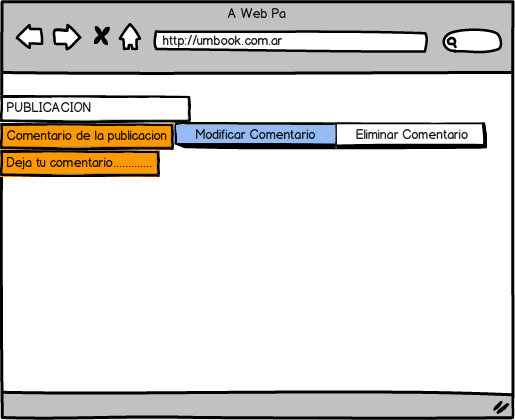 A Web Pa
http://umbook.com.ar
PUBLICACION
Comentario de la publicacion Modificar Comentario Eliminar Comentario
Deja tu comentario.............